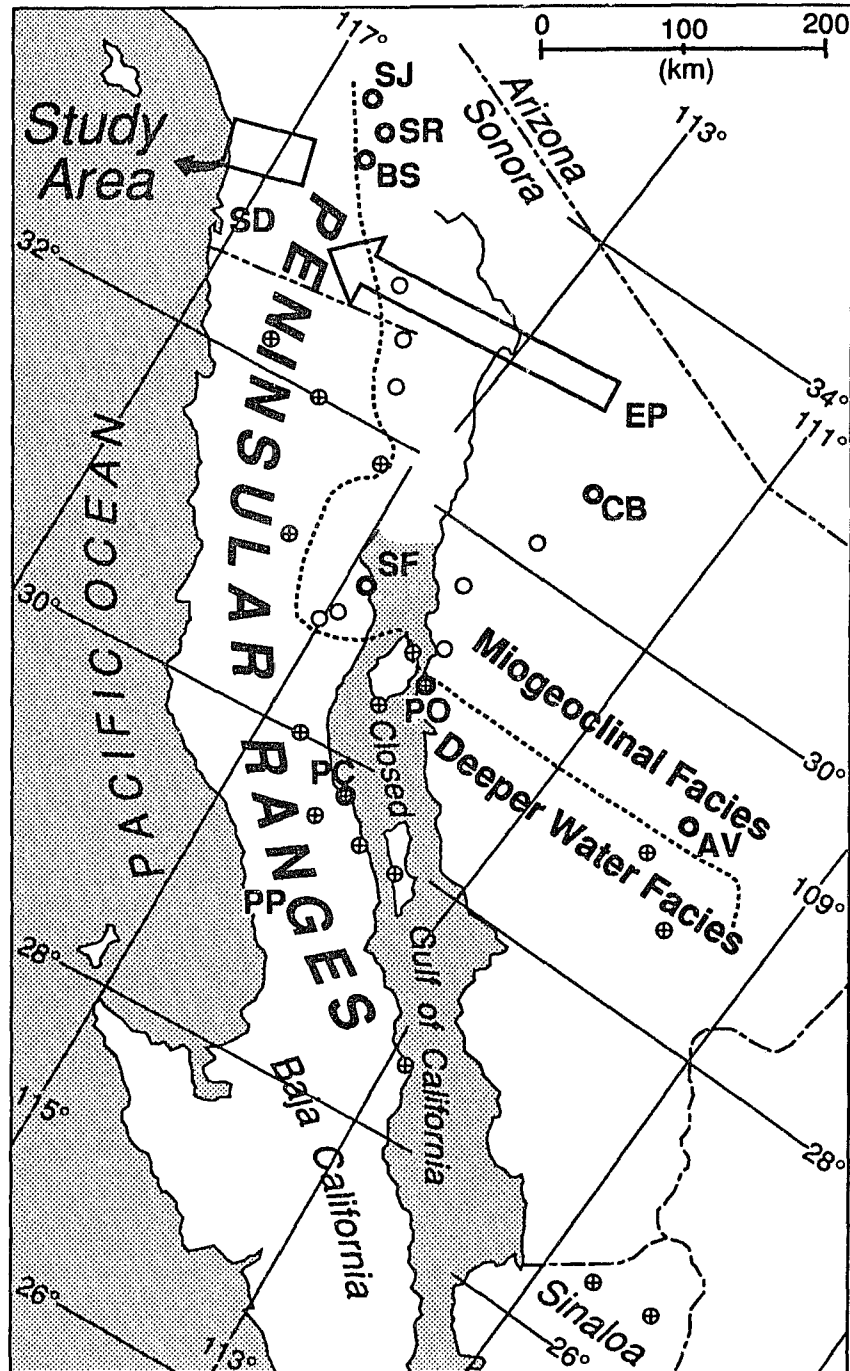 0 100 200
(km)
117°
SJ
SR
BS
Arizona
Sonora
113°
Study
Area
SD
32°
PENINSULAR RANGES
34°
111°
EP
CB
PACIFIC OCEAN
SF
30°
Miogeoclinal Facies
PO
Closed
Deeper Water Facies
30°
PC
AV
109°
PP
28°
Gulf of California
Baja California
115°
28°
26°
Sinaloa
113°
26°